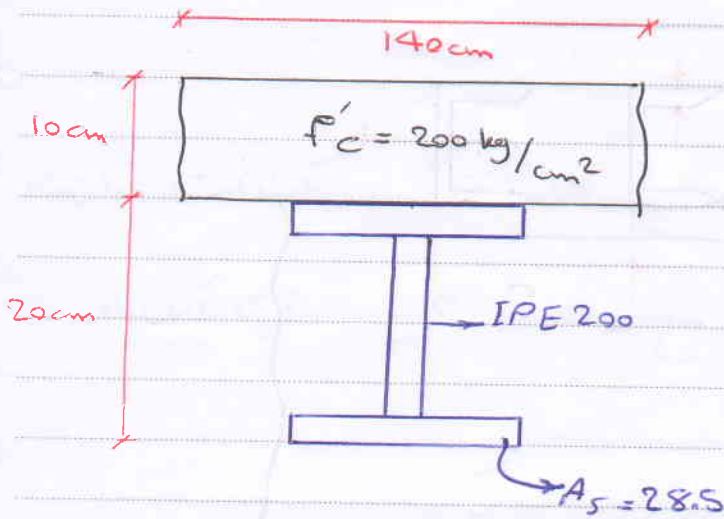 140cm
10cm
f'c = 200 kg/cm²
20cm
IPE 200
As = 28.5